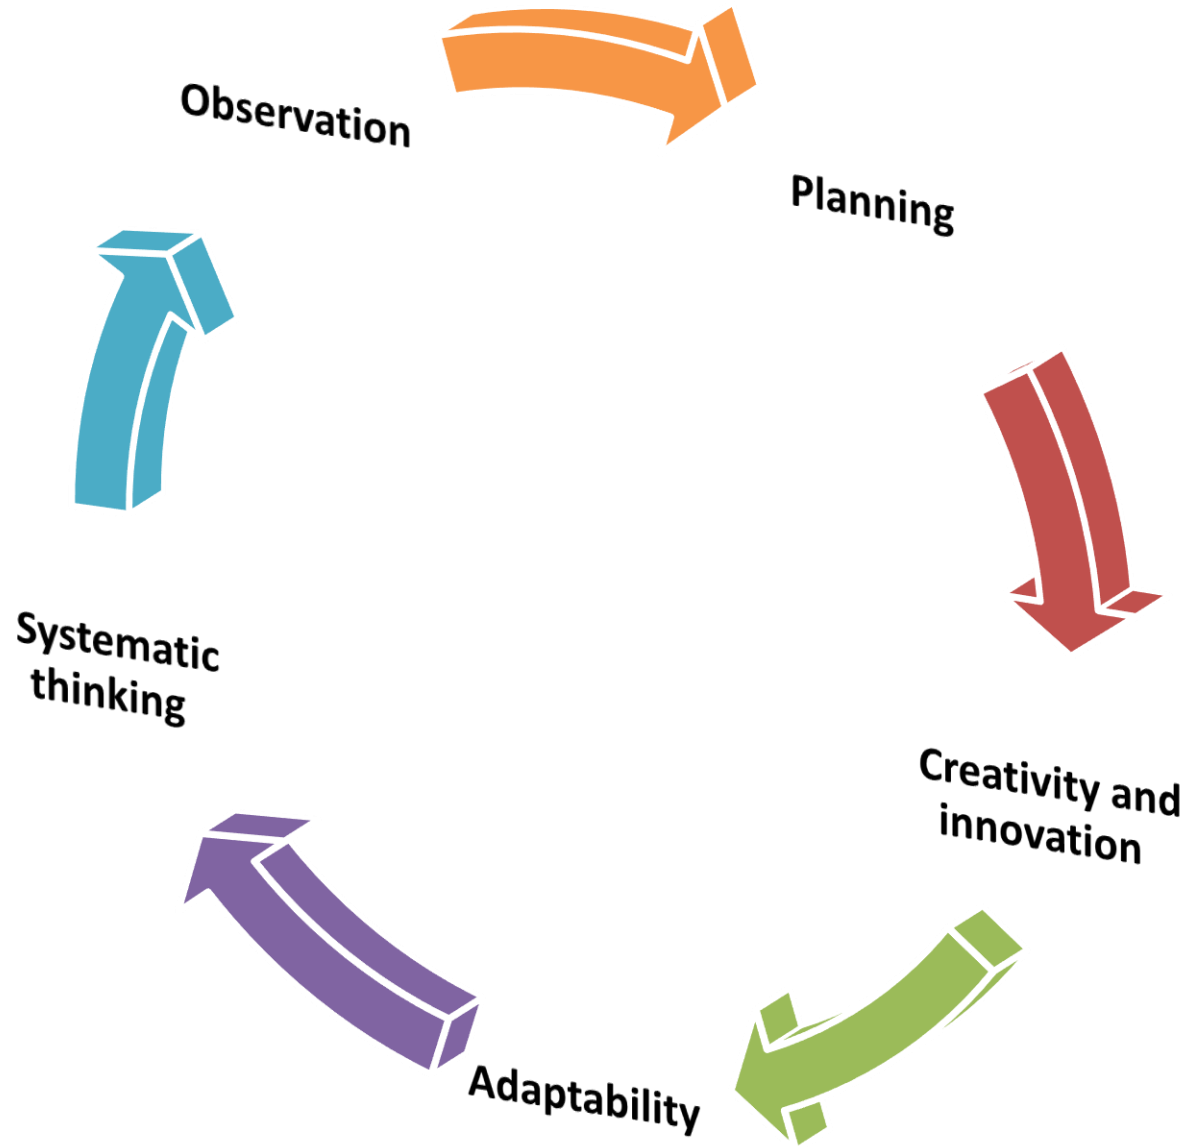 Observation
Planning
Creativity and
innovation
Adaptability
Systematic
thinking